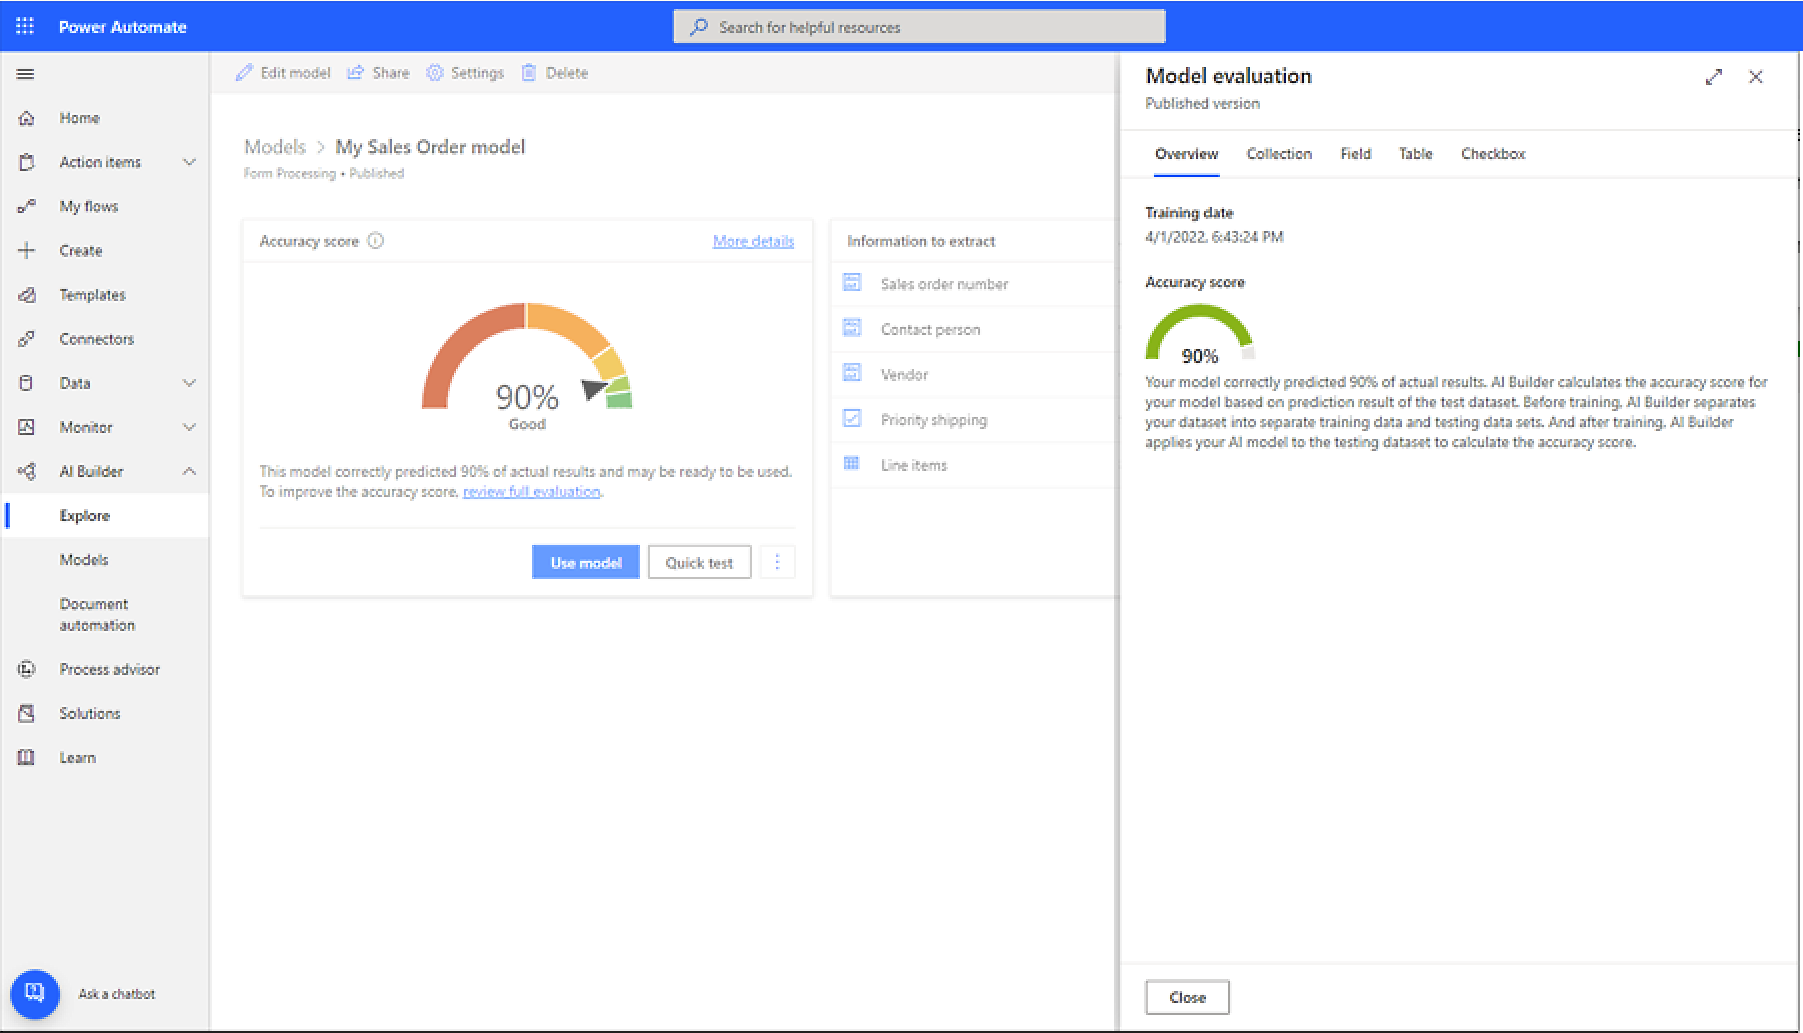 Power Automate
Search for helpful resources
Home
Action items
My flows
Create
Templates
Connectors
Data
Monitor
AI Builder
Explore
Models
Document
automation
Process advisor
Solutions
Learn
Ask a chatbot
Edit model Share Settings Delete
Models > My Sales Order model
Form Processing • Published
Accuracy score More details
90%
Good
This model correctly predicted 90% of actual results and may be ready to be used.
To improve the accuracy score, review full evaluation.
Use model Quick test
Information to extract
Sales order number
Contact person
Vendor
Priority shipping
Line items
Model evaluation
Published version
Overview Collection Field Table Checkbox
Training date
4/1/2022, 6:43:24 PM
Accuracy score
90%
Your model correctly predicted 90% of actual results. AI Builder calculates the accuracy score for
your model based on prediction result of the test dataset. Before training, AI Builder separates
your dataset into separate training data and testing data sets. And after training, AI Builder
applies your AI model to the testing dataset to calculate the accuracy score.
Close